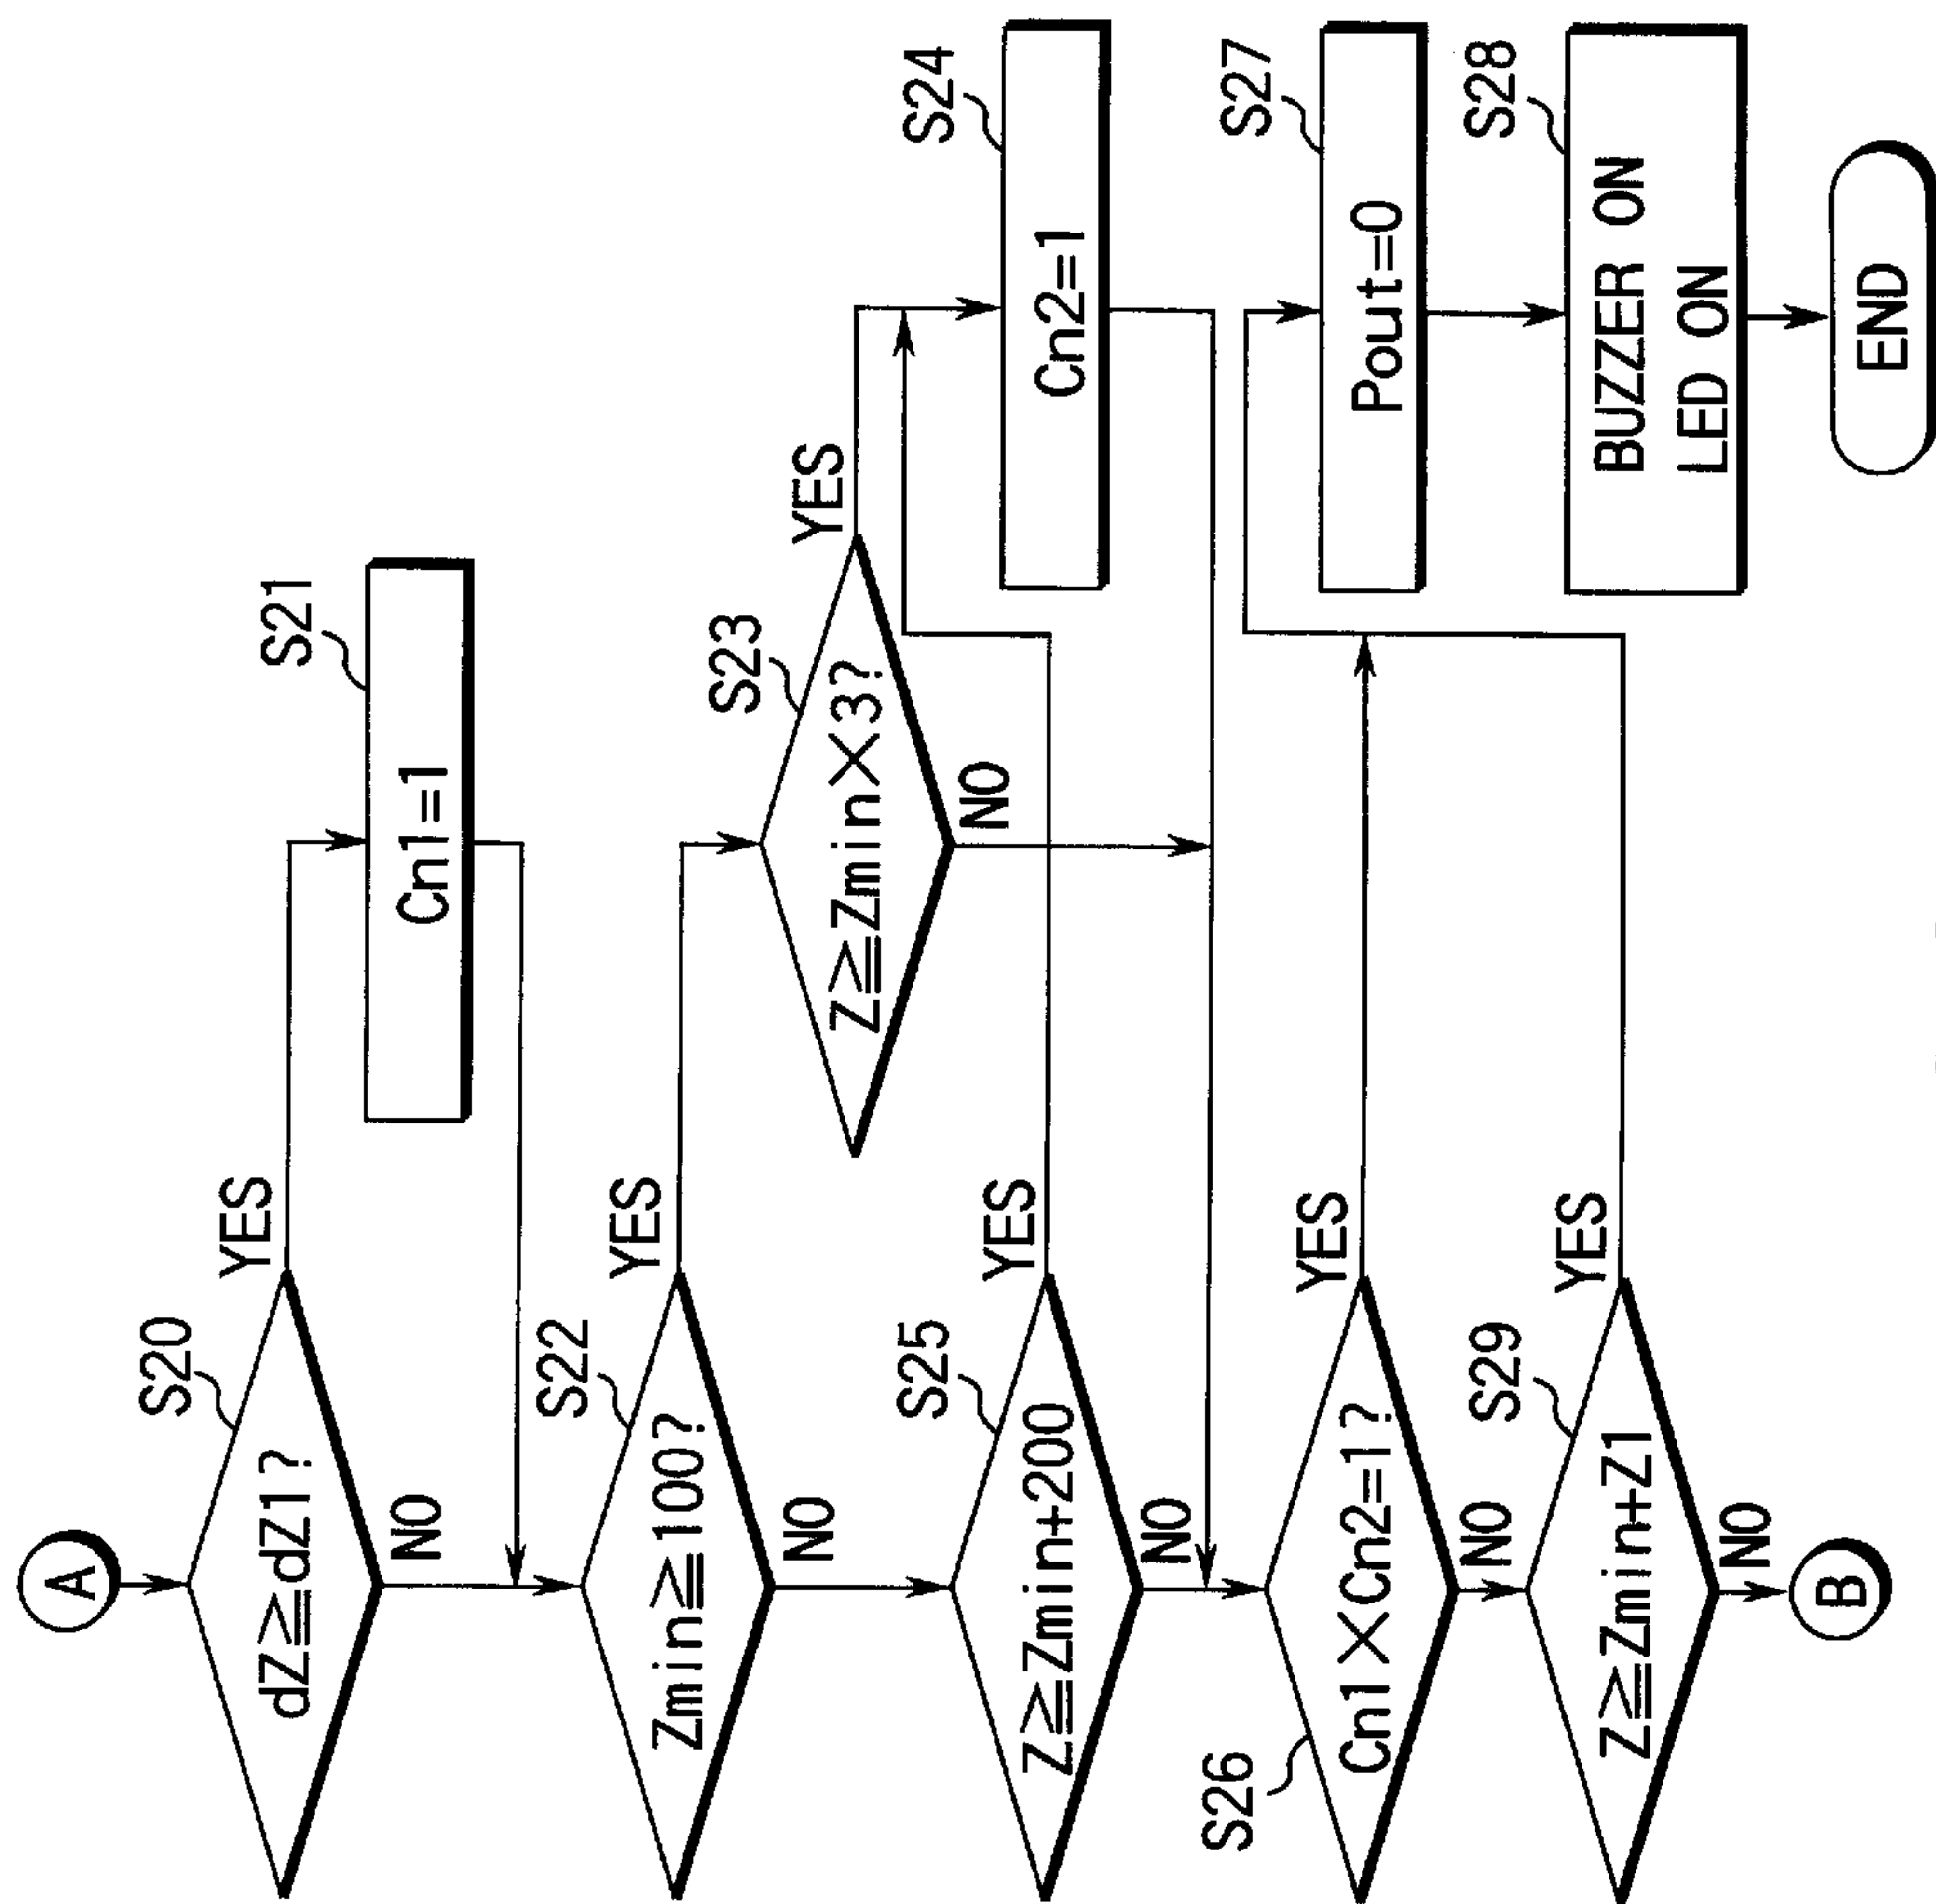 A
S20
dZ≧dZ1?
YES
NO
S21
Cn1=1
S22
Zmin≧100?
YES
NO
S23
Z≧Zmin×3?
YES
NO
S24
Cn2=1
S25
Z≧Zmin+200
YES
NO
S26
Cn1×Cn2=1?
YES
NO
S27
Pout=0
S28
BUZZER ON
LED ON
END
S29
Z≧Zmin+Z1
YES
NO
B